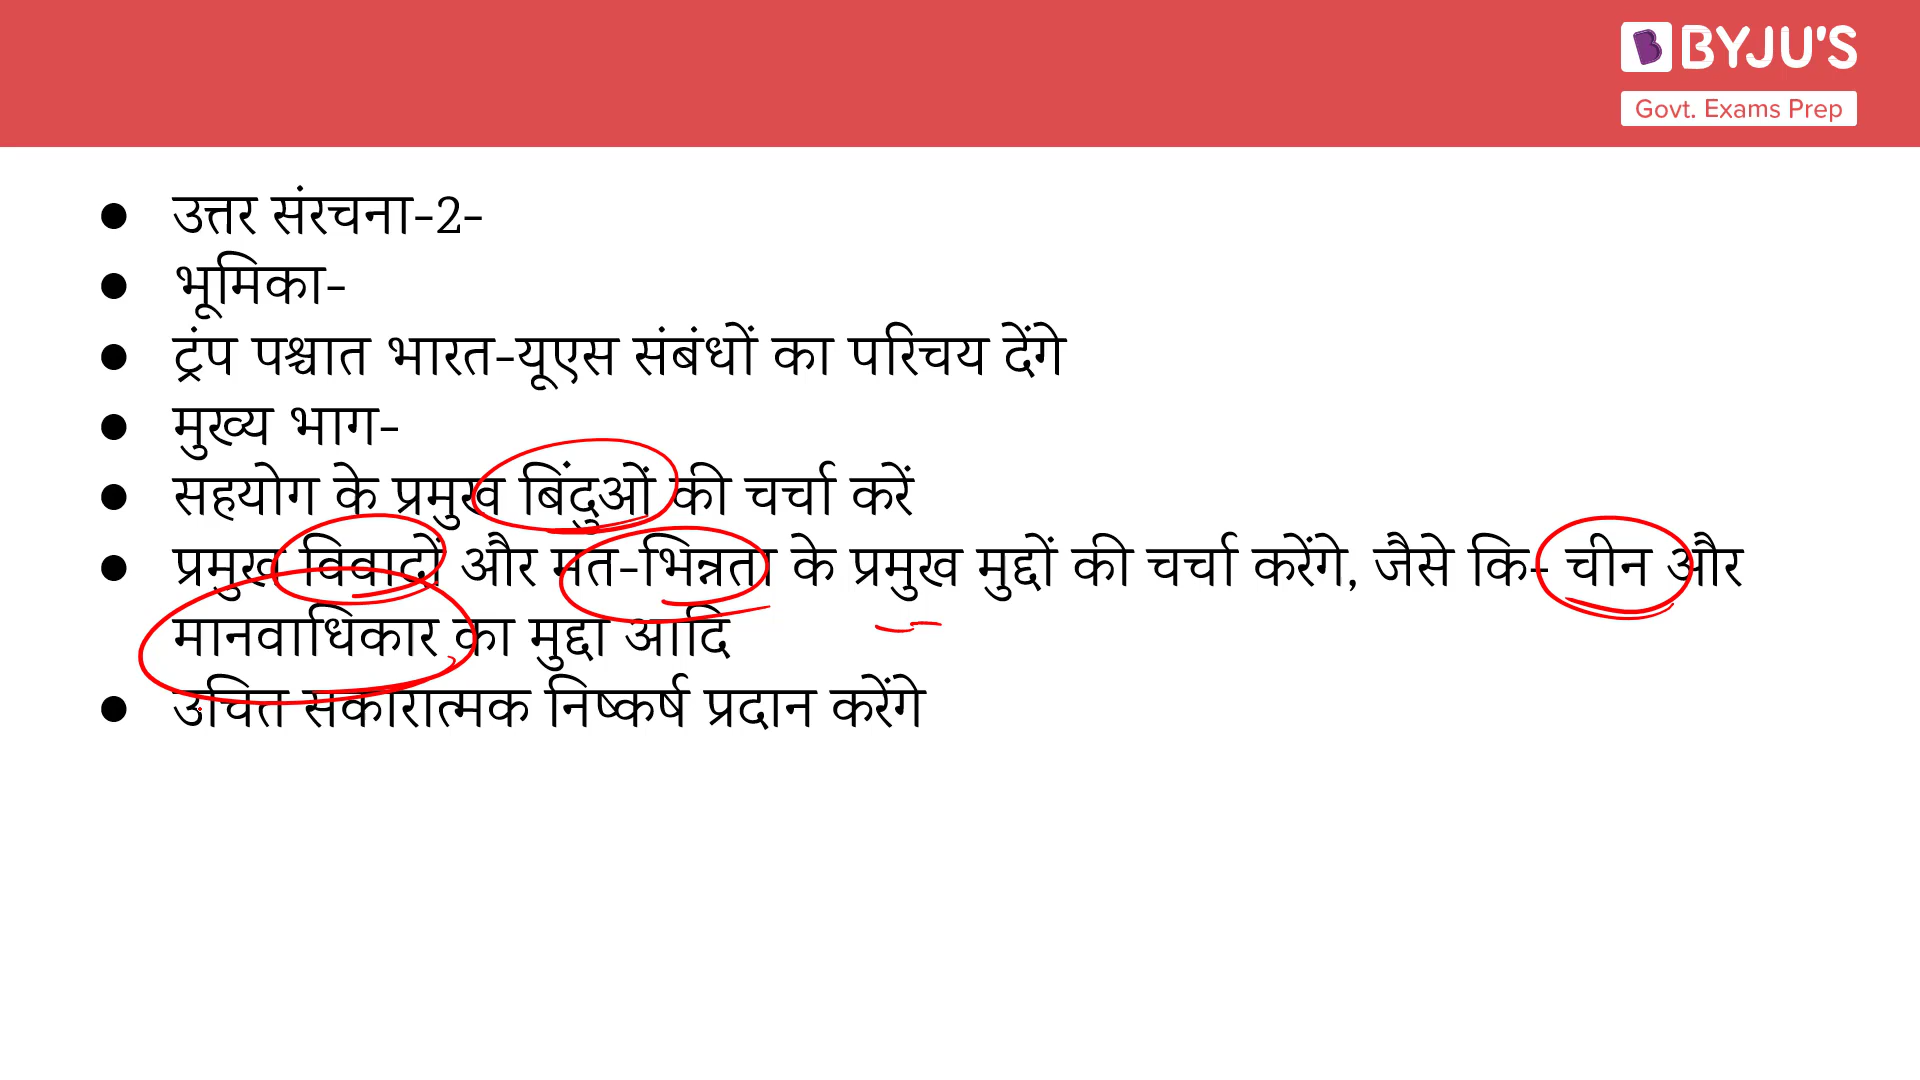 BYJU'S
Govt. Exams Prep
● उत्तर संरचना-2-
● भूमिका-
● ट्रंप पश्चात भारत-यूएस संबंधों का परिचय देंगे
● मुख्य भाग-
● सहयोग के प्रमुख बिंदुओं की चर्चा करें
● प्रमुख विवादों और मत-भिन्नता के प्रमुख मुद्दों की चर्चा करेंगे, जैसे कि- चीन और
मानवाधिकार का मुद्दा आदि
● उचित सकारात्मक निष्कर्ष प्रदान करेंगे